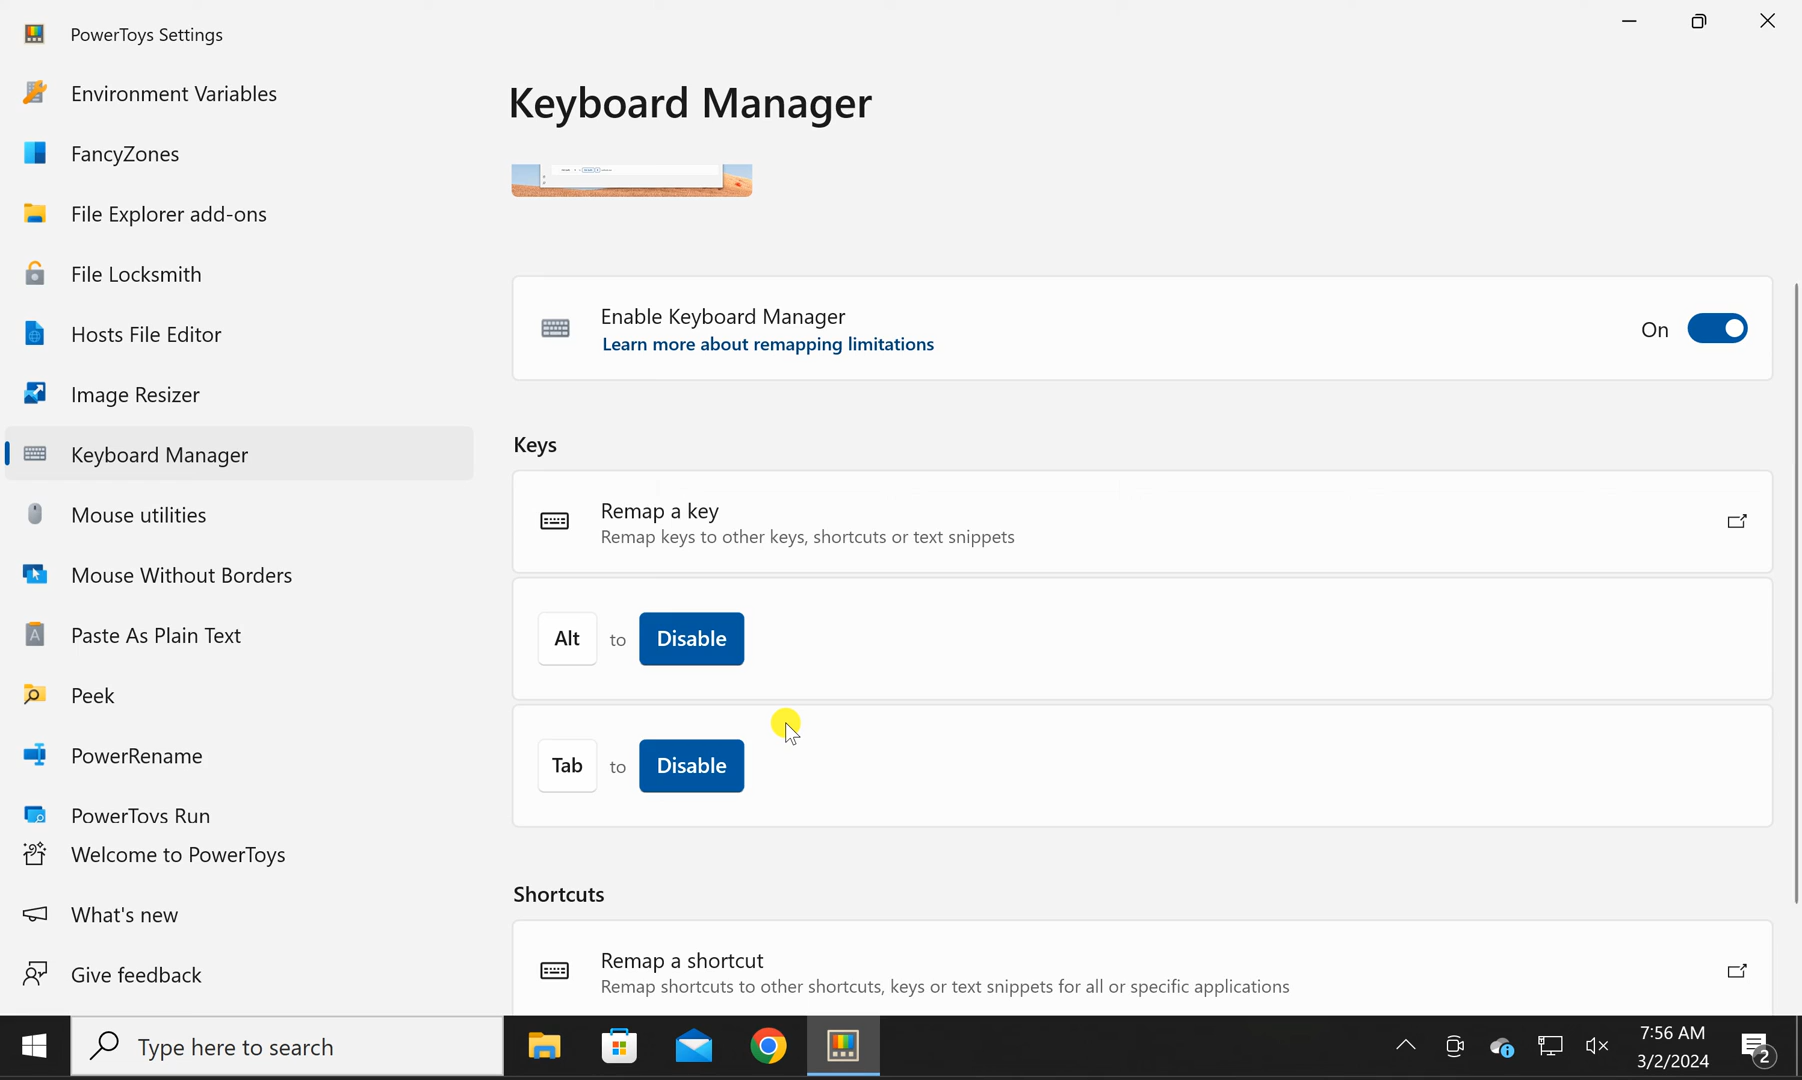 PowerToys Settings
Environment Variables
FancyZones
File Explorer add-ons
File Locksmith
Hosts File Editor
Image Resizer
Keyboard Manager
Mouse utilities
Mouse Without Borders
Paste As Plain Text
Peek
PowerRename
PowerToys Run
Welcome to PowerToys
What's new
Give feedback
Keyboard Manager
Enable Keyboard Manager
Learn more about remapping limitations
On
Keys
Remap a key
Remap keys to other keys, shortcuts or text snippets
Alt to Disable
Tab to Disable
Shortcuts
Remap a shortcut
Remap shortcuts to other shortcuts, keys or text snippets for all or specific applications
Type here to search
7:56 AM
3/2/2024
2